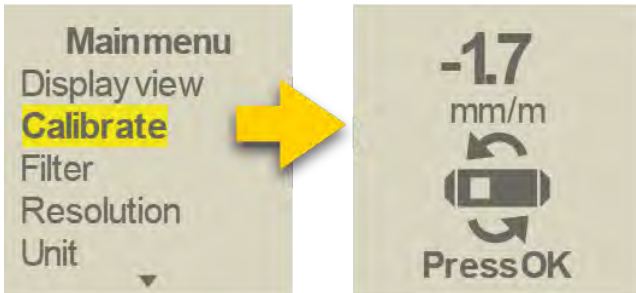 Main menu
Display view
Calibrate
Filter
Resolution
Unit
-1.7
mm/m
Press OK